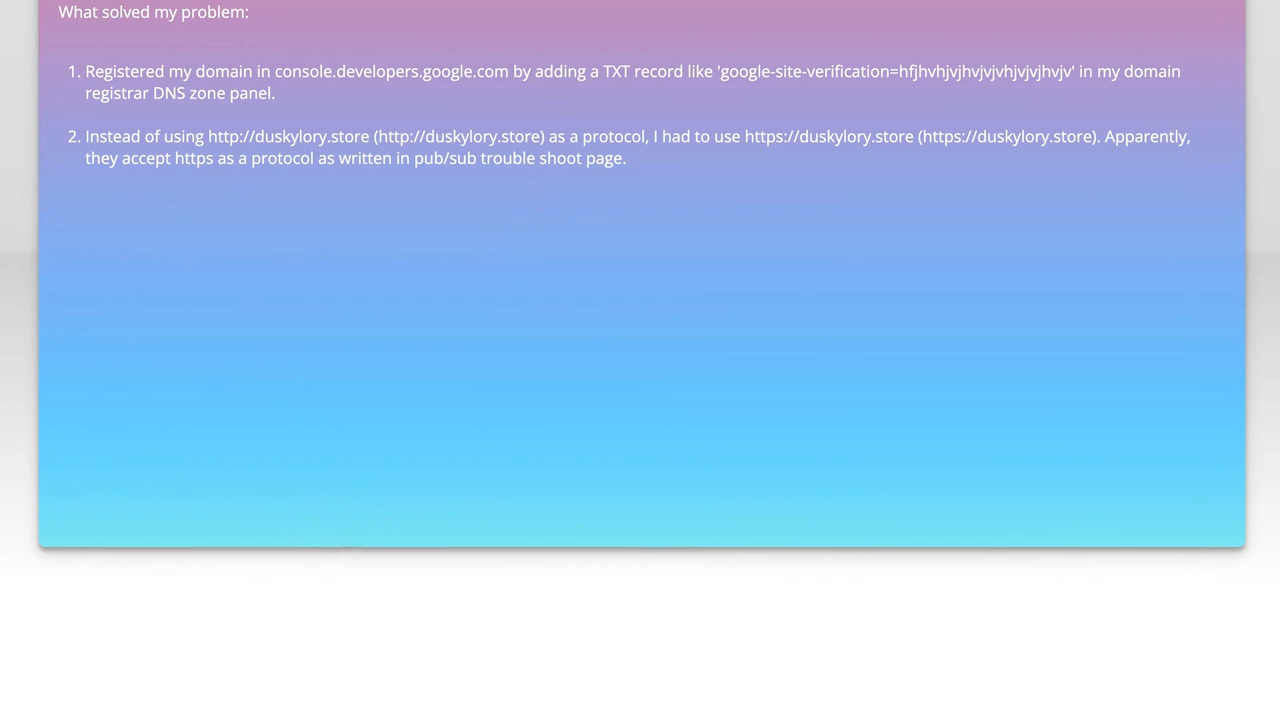 What solved my problem:
1. Registered my domain in console.developers.google.com by adding a TXT record like 'google-site-verification=hfjhvhjvjhvjvjvhjvjvjhvjv' in my domain
registrar DNS zone panel.
2. Instead of using http://duskylory.store (http://duskylory.store) as a protocol, I had to use https://duskylory.store (https://duskylory.store). Apparently,
they accept https as a protocol as written in pub/sub trouble shoot page.